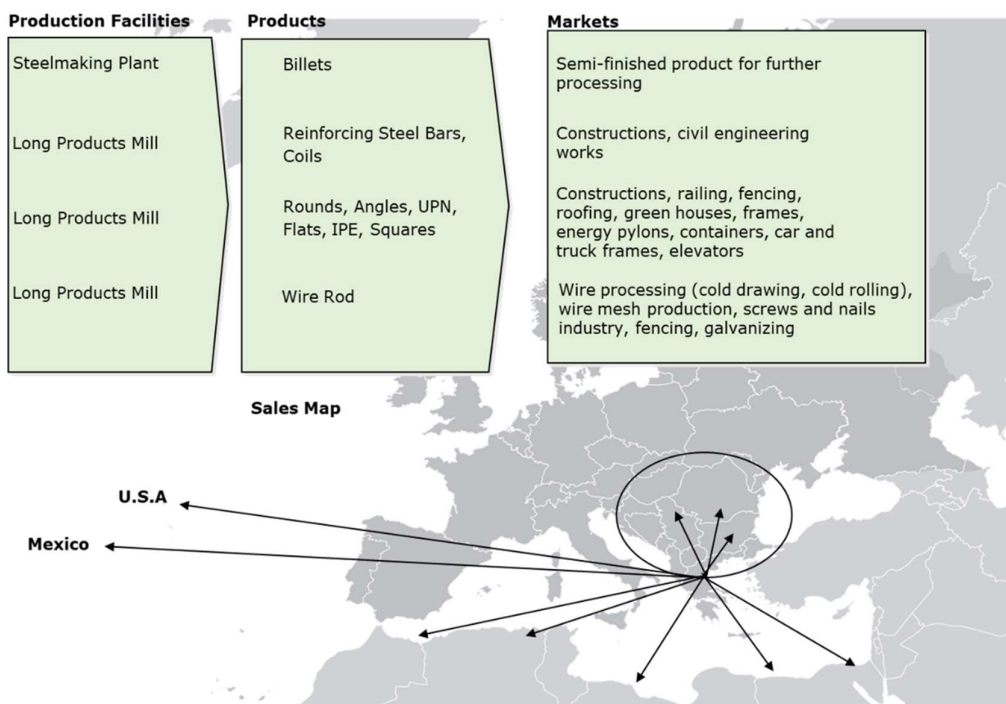 Production Facilities
Steelmaking Plant
Long Products Mill
Long Products Mill
Long Products Mill
Products
Billets
Reinforcing Steel Bars,
Coils
Rounds, Angles, UPN,
Flats, IPE, Squares
Wire Rod
Markets
Semi-finished product for further
processing
Constructions, civil engineering
works
Constructions, railing, fencing,
roofing, green houses, frames,
energy pylons, containers, car and
truck frames, elevators
Wire processing (cold drawing, cold rolling),
wire mesh production, screws and nails
industry, fencing, galvanizing
Sales Map
U.S.A
Mexico